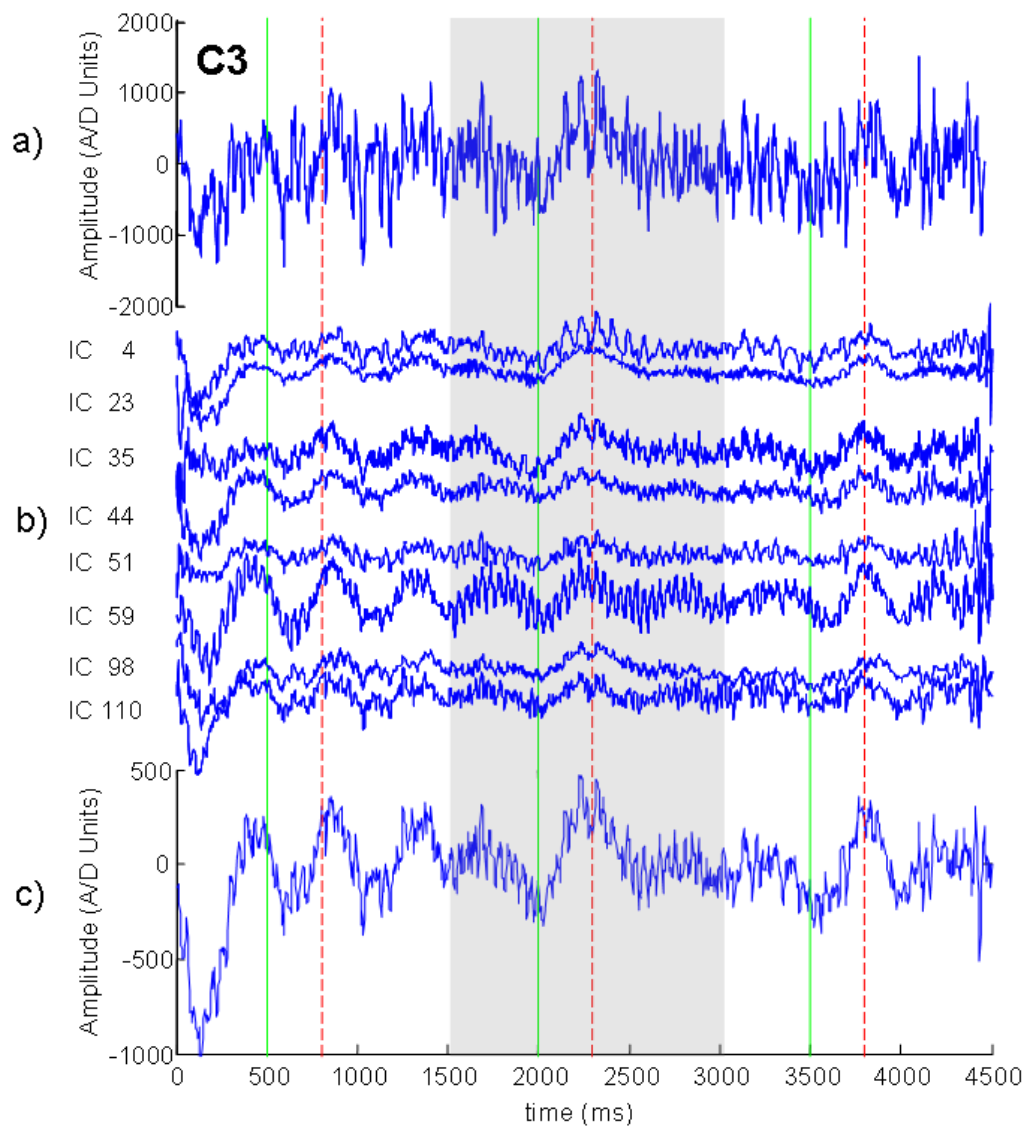 C3
a)
Amplitude (A/D Units)
2000
1000
0
-1000
-2000
b)
IC 4
IC 23
IC 35
IC 44
IC 51
IC 59
IC 98
IC 110
c)
Amplitude (A/D Units)
500
0
-500
-1000
0 500 1000 1500 2000 2500 3000 3500 4000 4500
time (ms)